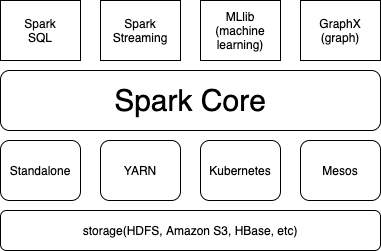 Spark
SQL
Spark
Streaming
MLlib
(machine
learning)
GraphX
(graph)
Spark Core
Standalone
YARN
Kubernetes
Mesos
storage(HDFS, Amazon S3, HBase, etc)